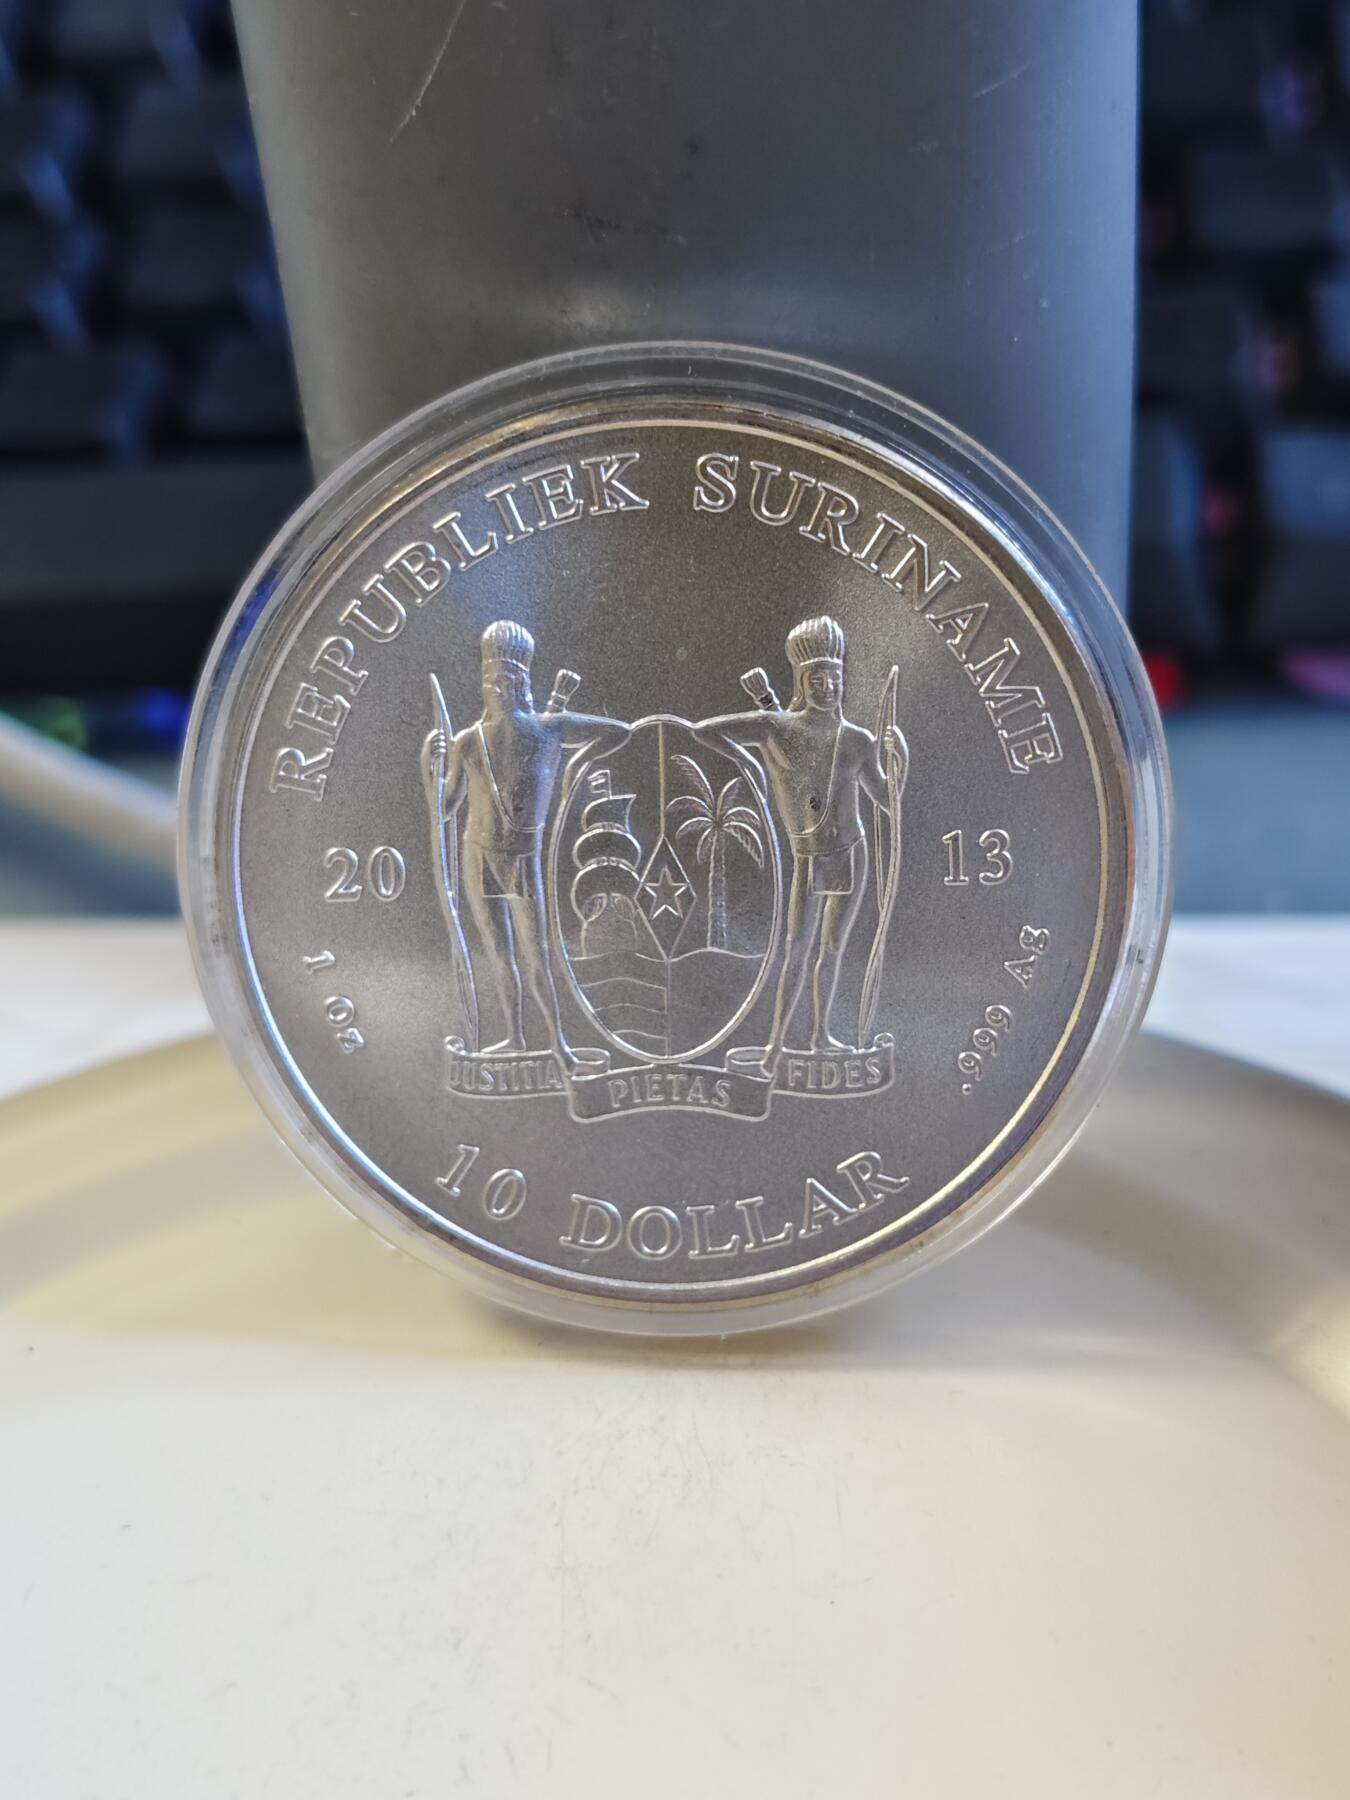 REPUBLIEK SURINAME
20 13
1 oz
.999 Ag
JUSTITIA PIETAS FIDES
10 DOLLAR